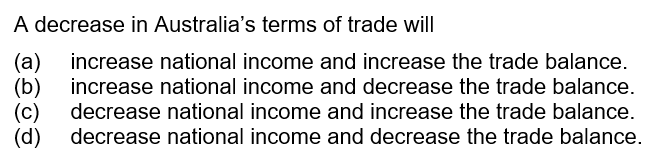 A decrease in Australia’s terms of trade will
(a) increase national income and increase the trade balance.
(b) increase national income and decrease the trade balance.
(c) decrease national income and increase the trade balance.
(d) decrease national income and decrease the trade balance.